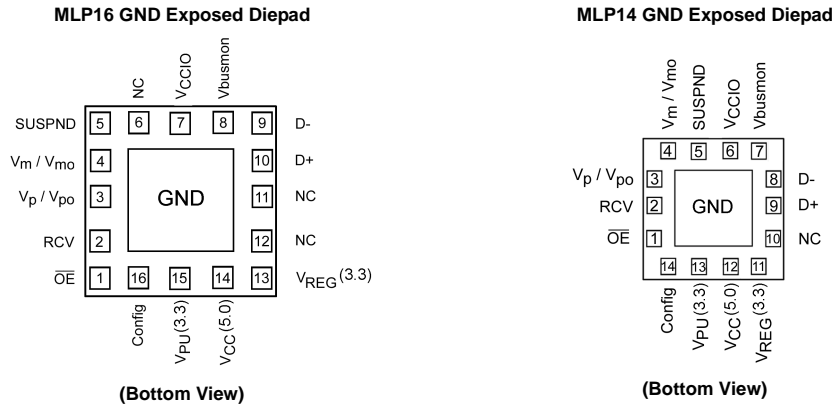 MLP16 GND Exposed Diepad
NC
VCCIO
Vbusmon
SUSPND 5 6 7 8 9 D-
Vm / Vmo 4 10 D+
Vp / Vpo 3 GND 11 NC
RCV 2 12 NC
OE 1 16 15 14 13 VREG(3.3)
Config
VPU(3.3)
VCC(5.0)
(Bottom View)
MLP14 GND Exposed Diepad
Vm / Vmo
SUSPND
VCCIO
Vbusmon
4 5 6 7
Vp / Vpo 3 8 D-
RCV 2 GND 9 D+
OE 1 10 NC
14 13 12 11
Config
VPU(3.3)
VCC(5.0)
VREG(3.3)
(Bottom View)